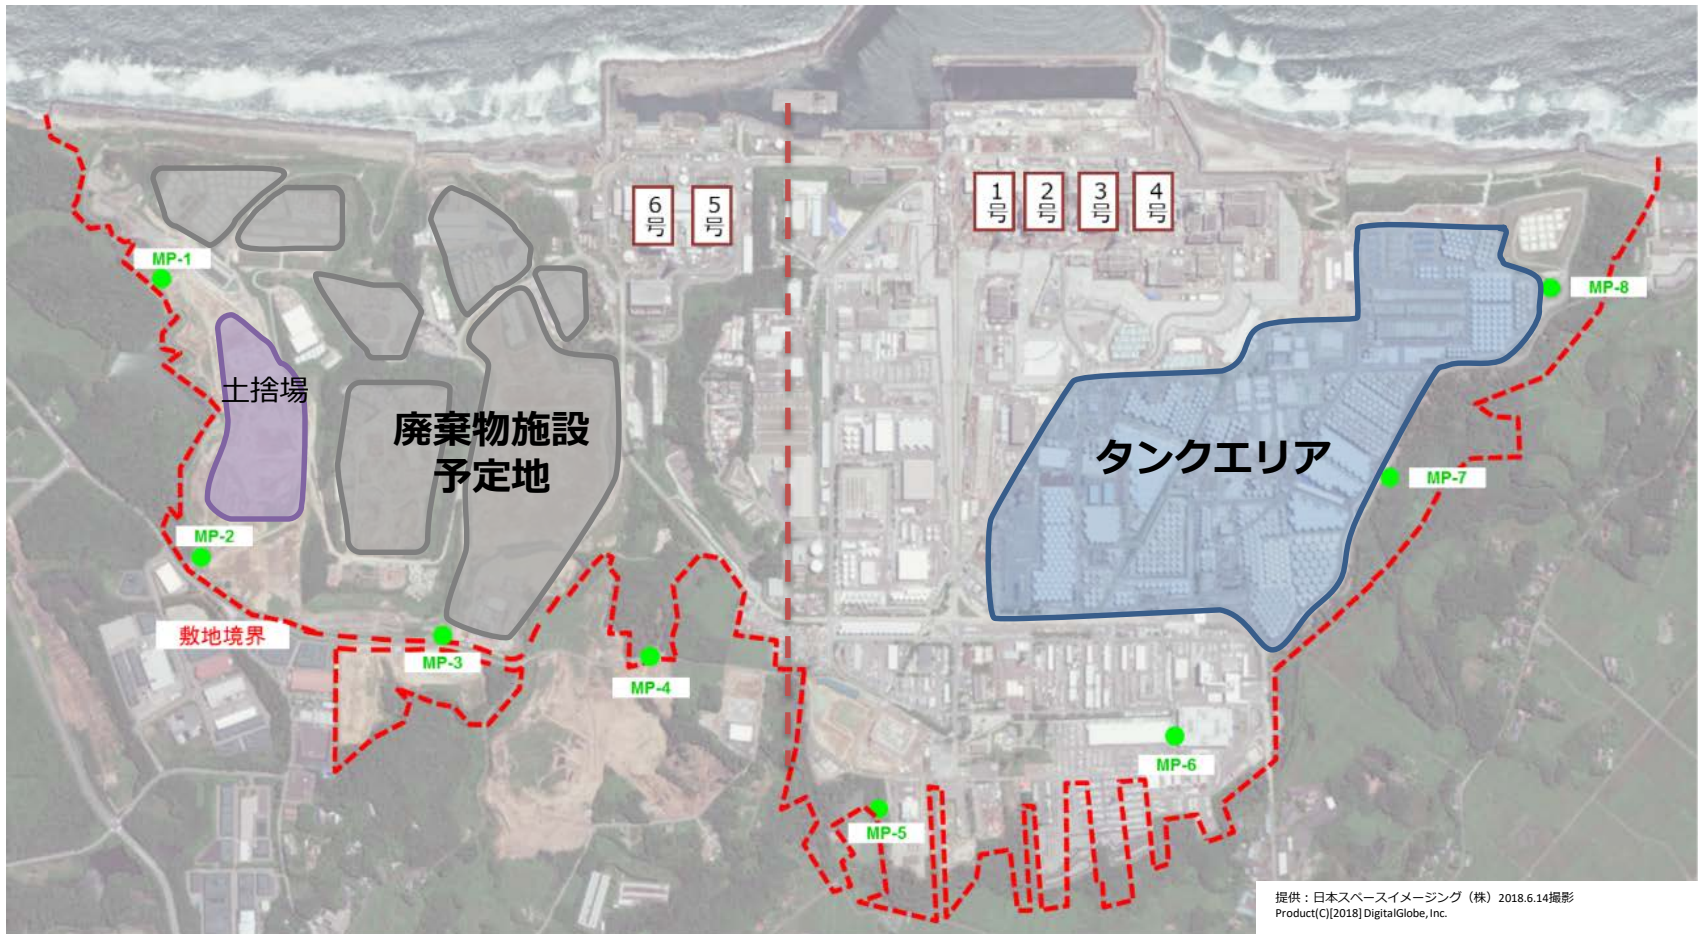 6
号
5
号
1
号
2
号
3
号
4
号
MP-1
MP-8
土捨場
廃棄物施設
予定地
タンクエリア
MP-7
MP-2
敷地境界
MP-3
MP-4
MP-6
MP-5
提供：日本スペースイメージング（株）2018.6.14撮影
Product(C)[2018] DigitalGlobe, Inc.